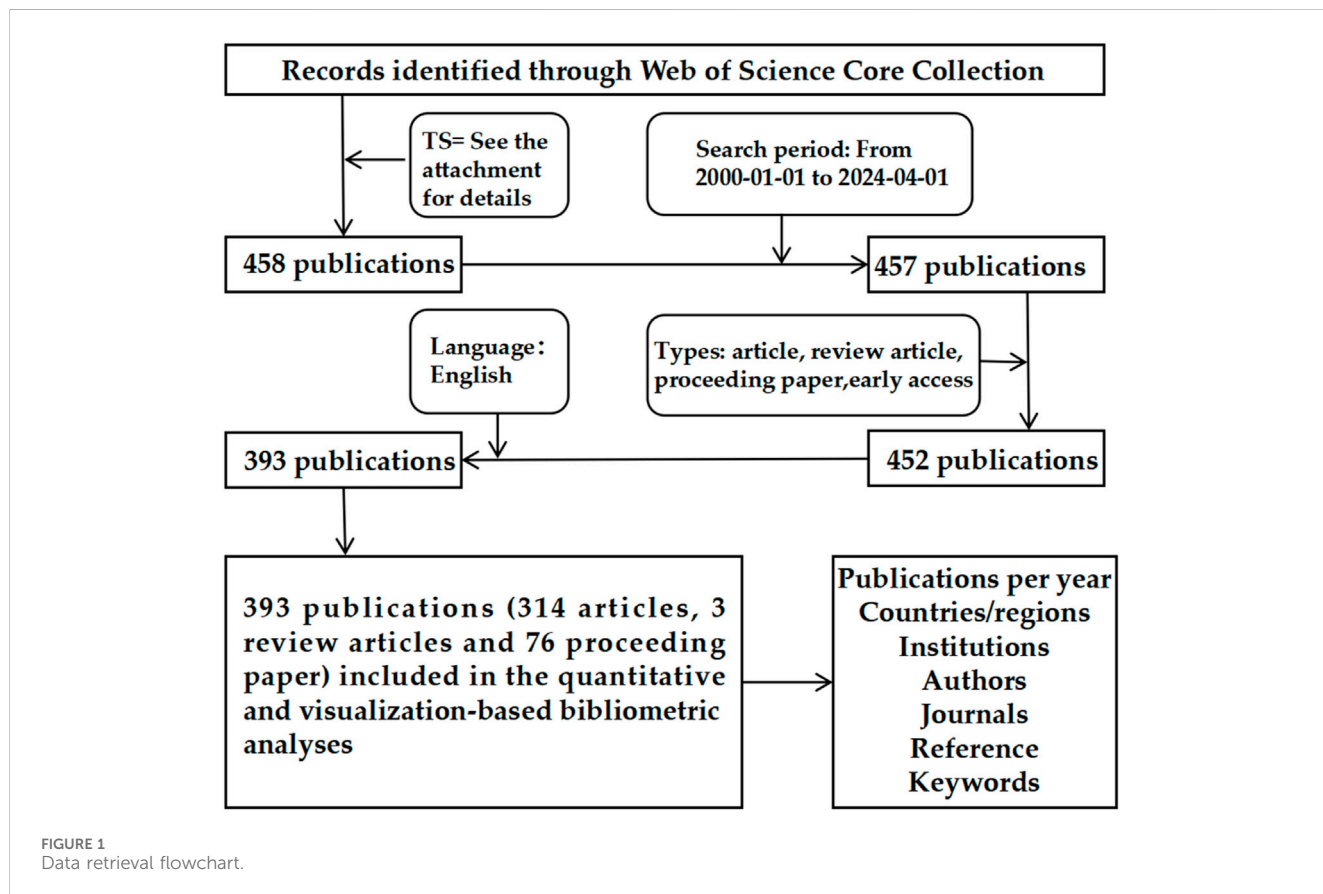 Records identified through Web of Science Core Collection
TS= See the
attachment
for details
Search period: From
2000-01-01 to 2024-04-01
458 publications
457 publications
Language：
English
Types: article, review article,
proceeding paper,early access
393 publications
452 publications
393 publications (314 articles, 3
review articles and 76 proceeding
paper) included in the quantitative
and visualization-based bibliometric
analyses
Publications per year
Countries/regions
Institutions
Authors
Journals
Reference
Keywords
FIGURE 1
Data retrieval flowchart.